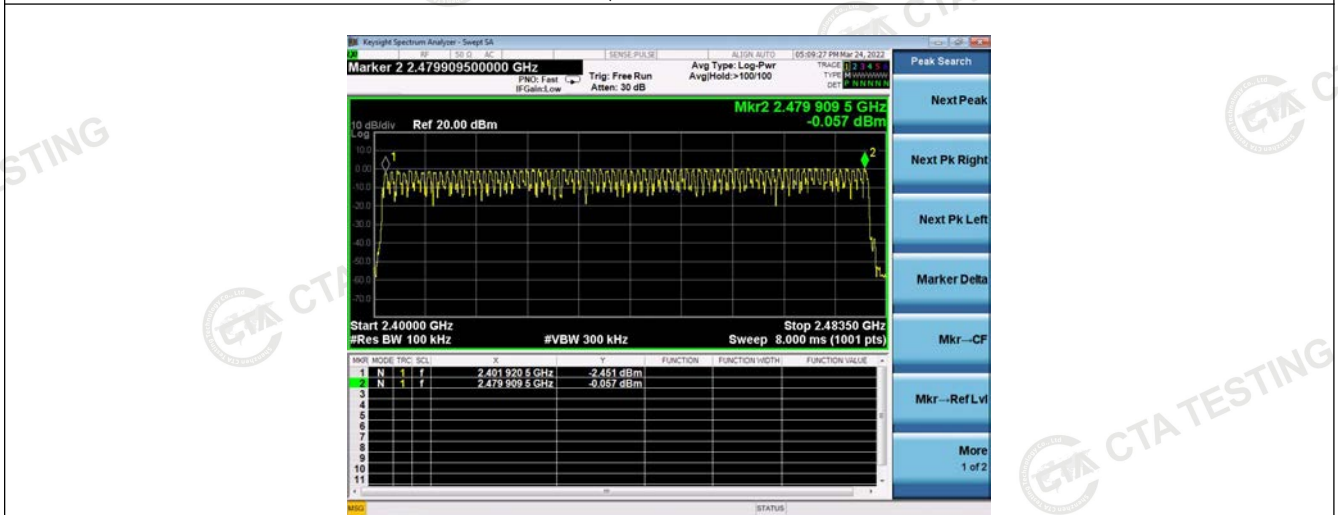 CTA
Keysight Spectrum Analyzer - Swept SA
RF 50 Ω AC SENSE:PULSE ALIGN AUTO 05:09:27 PM Mar 24, 2022
Marker 2 2.479909500000 GHz
PNO: Fast
IFGain:Low
Trig: Free Run
Atten: 30 dB
Avg Type: Log-Pwr
Avg|Hold:>100/100
TRACE 1 2 3 4 5 6
TYPE M WWWWW
DET P N N N N N
Mkr2 2.479 909 5 GHz
-0.057 dBm
10 dB/div Ref 20.00 dBm
Log
10.0
0.00
-10.0
-20.0
-30.0
-40.0
-50.0
-60.0
-70.0
1
2
Start 2.40000 GHz Stop 2.48350 GHz
#Res BW 100 kHz #VBW 300 kHz Sweep 8.000 ms (1001 pts)
MKR MODE TRC SCL X Y FUNCTION FUNCTION WIDTH FUNCTION VALUE
1 N 1 f 2.401 920 5 GHz -2.451 dBm
2 N 1 f 2.479 909 5 GHz -0.057 dBm
3
4
5
6
7
8
9
10
11
MSG STATUS
Peak Search
Next Peak
Next Pk Right
Next Pk Left
Marker Delta
Mkr→CF
Mkr→Ref Lvl
More
1 of 2
STING
CTA
CTA TESTING